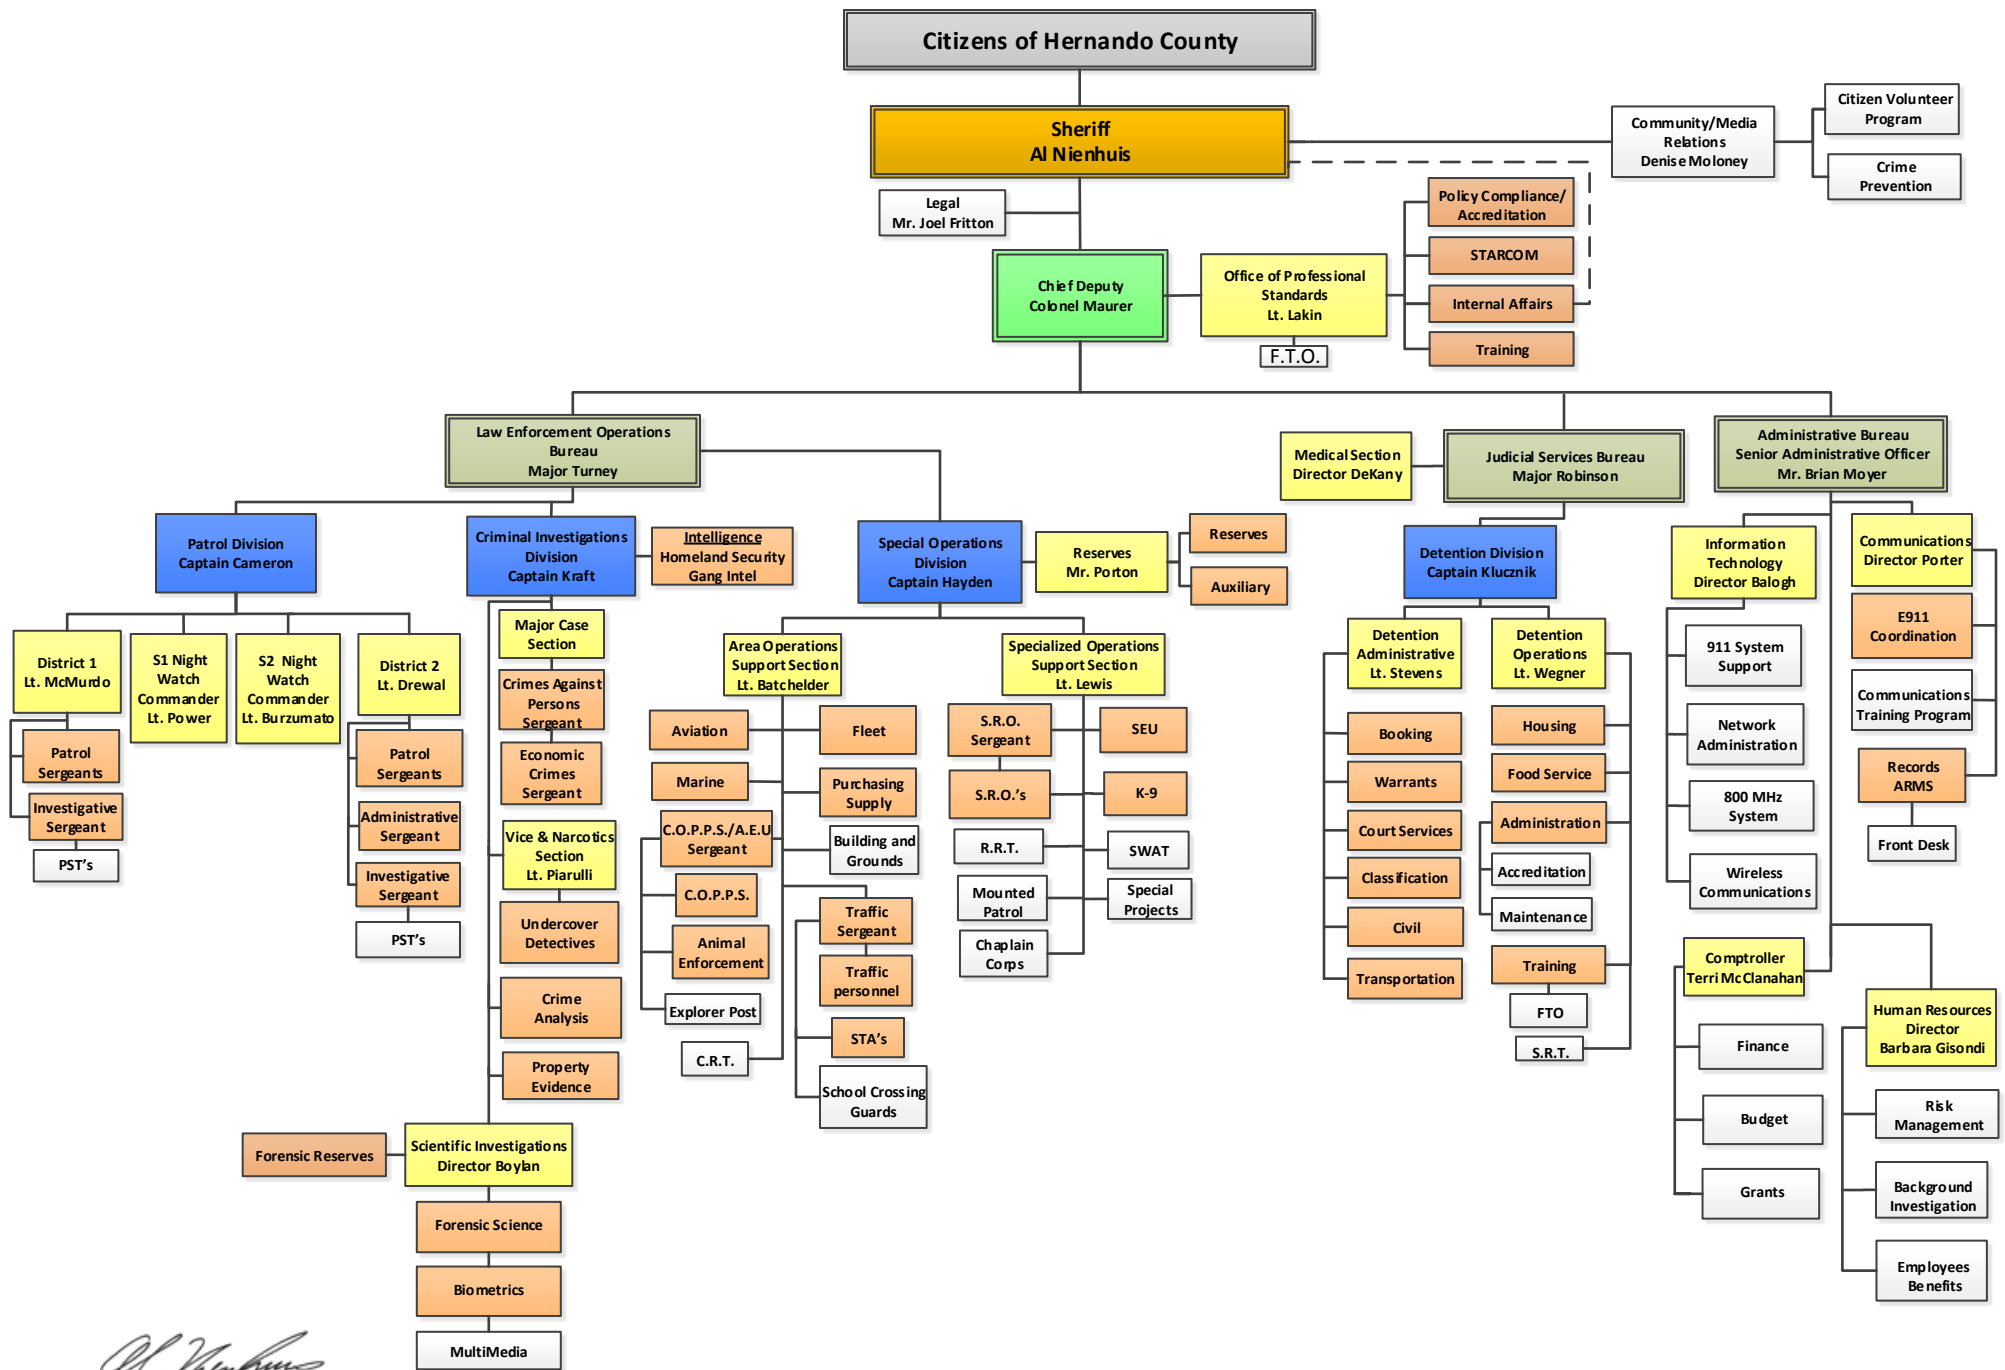 Citizens of Hernando County
Sheriff
Al Nienhuis
Community/Media
Relations
Denise Moloney
Citizen Volunteer
Program
Crime
Prevention
Legal
Mr. Joel Fritton
Chief Deputy
Colonel Maurer
Office of Professional
Standards
Lt. Lakin
F.T.O.
Policy Compliance/
Accreditation
STARCOM
Internal Affairs
Training
Law Enforcement Operations
Bureau
Major Turney
Medical Section
Director DeKany
Judicial Services Bureau
Major Robinson
Administrative Bureau
Senior Administrative Officer
Mr. Brian Moyer
Patrol Division
Captain Cameron
Criminal Investigations
Division
Captain Kraft
Intelligence
Homeland Security
Gang Intel
Special Operations
Division
Captain Hayden
Reserves
Mr. Porton
Reserves
Auxiliary
Detention Division
Captain Klucznik
Information
Technology
Director Balogh
Communications
Director Porter
District 1
Lt. McMurdo
S1 Night
Watch
Commander
Lt. Power
S2 Night
Watch
Commander
Lt. Burzumato
District 2
Lt. Drewal
Patrol
Sergeants
Investigative
Sergeant
PST's
Patrol
Sergeants
Administrative
Sergeant
Investigative
Sergeant
PST's
Major Case
Section
Crimes Against
Persons
Sergeant
Economic
Crimes
Sergeant
Vice & Narcotics
Section
Lt. Piarulli
Undercover
Detectives
Crime
Analysis
Property
Evidence
Forensic Reserves
Scientific Investigations
Director Boylan
Forensic Science
Biometrics
MultiMedia
Area Operations
Support Section
Lt. Batchelder
Aviation
Fleet
Marine
Purchasing
Supply
C.O.P.P.S./A.E.U
Sergeant
Building and
Grounds
C.O.P.P.S.
Animal
Enforcement
Explorer Post
C.R.T.
Traffic
Sergeant
Traffic
personnel
STA's
School Crossing
Guards
Specialized Operations
Support Section
Lt. Lewis
S.R.O.
Sergeant
SEU
S.R.O.'s
K-9
R.R.T.
SWAT
Mounted
Patrol
Special
Projects
Chaplain
Corps
Detention
Administrative
Lt. Stevens
Booking
Warrants
Court Services
Classification
Civil
Transportation
Detention
Operations
Lt. Wegner
Housing
Food Service
Administration
Accreditation
Maintenance
Training
FTO
S.R.T.
911 System
Support
Network
Administration
800 MHz
System
Wireless
Communications
E911
Coordination
Communications
Training Program
Records
ARMS
Front Desk
Comptroller
Terri McClanahan
Finance
Budget
Grants
Human Resources
Director
Barbara Gisondi
Risk
Management
Background
Investigation
Employees
Benefits